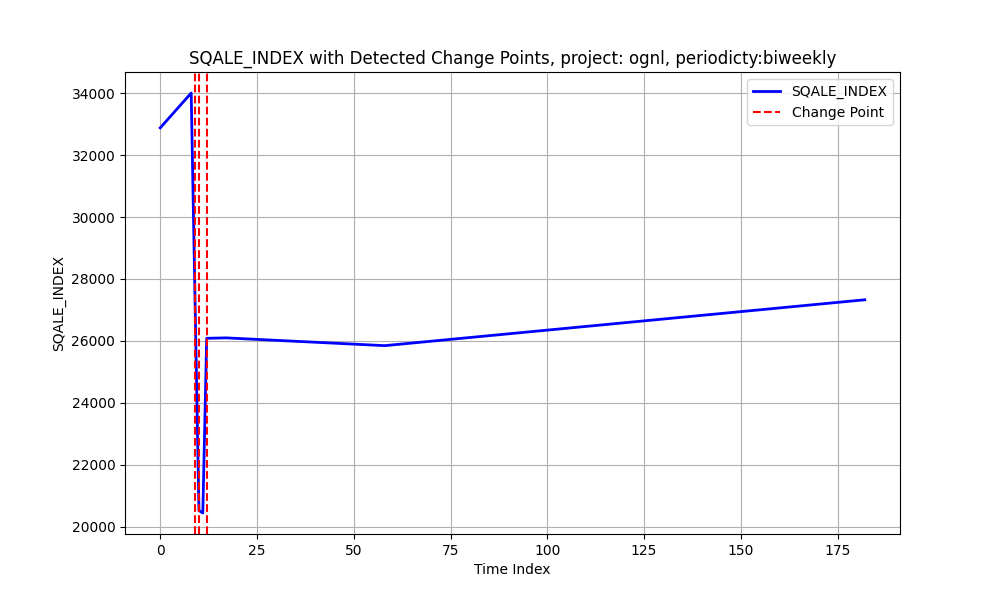 SQALE_INDEX with Detected Change Points, project: ognl, periodicty:biweekly
SQALE_INDEX
Change Point
34000
32000
30000
28000
26000
24000
22000
20000
SQALE_INDEX
0 25 50 75 100 125 150 175
Time Index